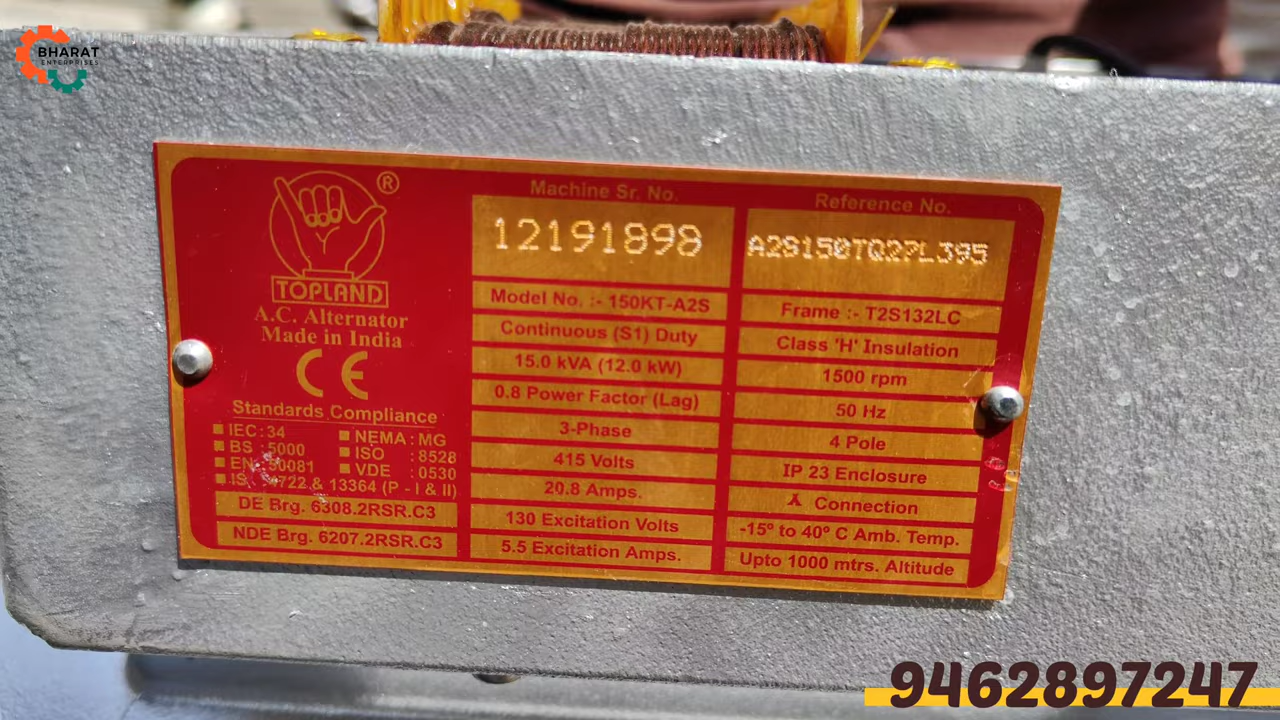 BHARAT
ENTERPRISES
®
TOPLAND
A.C. Alternator
Made in India
CE
Standards Compliance
IEC : 34
BS : 5000
EN : 50081
NEMA : MG
ISO : 8528
VDE : 0530
& 13364 (P - I & II)
DE Brg. 6308.2RSR.C3
NDE Brg. 6207.2RSR.C3
Machine Sr. No.
12191898
Model No. :- 150KT-A2S
Continuous (S1) Duty
15.0 kVA (12.0 kW)
0.8 Power Factor (Lag)
3-Phase
415 Volts
20.8 Amps.
130 Excitation Volts
5.5 Excitation Amps.
Reference No.
A2S150TQ27L395
Frame :- T2S132LC
Class 'H' Insulation
1500 rpm
50 Hz
4 Pole
IP 23 Enclosure
Connection
-15º to 40º C Amb. Temp.
Upto 1000 mtrs. Altitude
9462897247